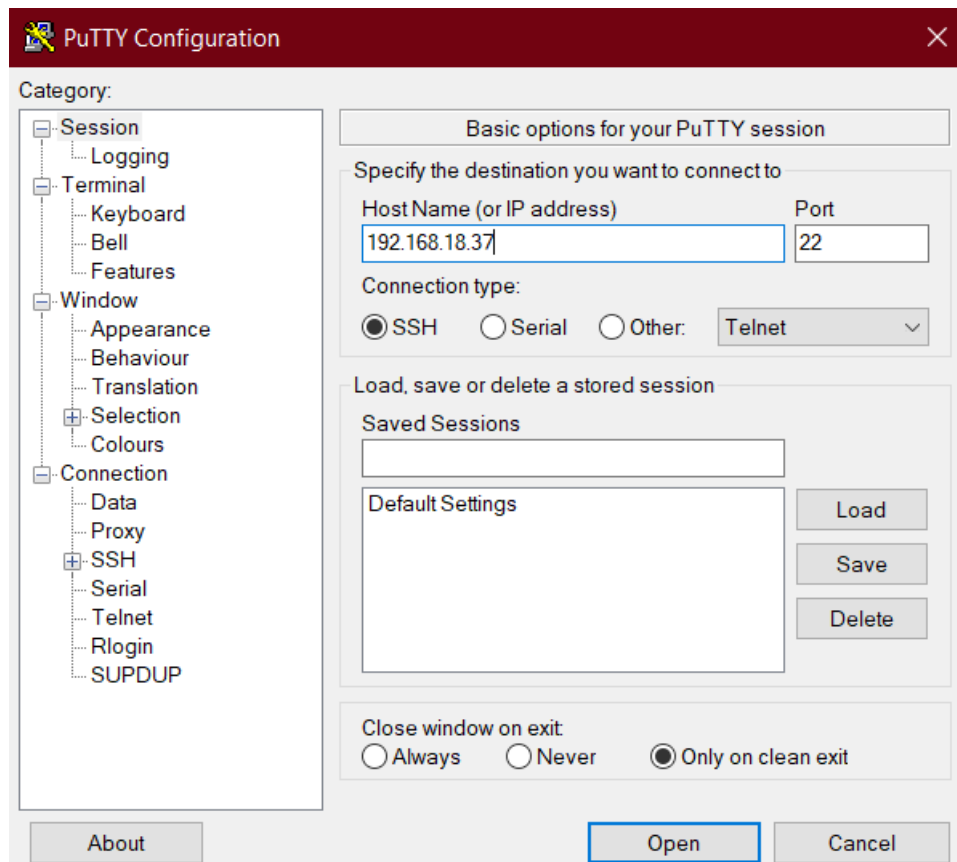 PuTTY Configuration
Category:
Session
Logging
Terminal
Keyboard
Bell
Features
Window
Appearance
Behaviour
Translation
Selection
Colours
Connection
Data
Proxy
SSH
Serial
Telnet
Rlogin
SUPDUP
Basic options for your PuTTY session
Specify the destination you want to connect to
Host Name (or IP address) Port
192.168.18.37 22
Connection type:
SSH Serial Other: Telnet
Load, save or delete a stored session
Saved Sessions
Default Settings
Load
Save
Delete
Close window on exit:
Always Never Only on clean exit
About Open Cancel